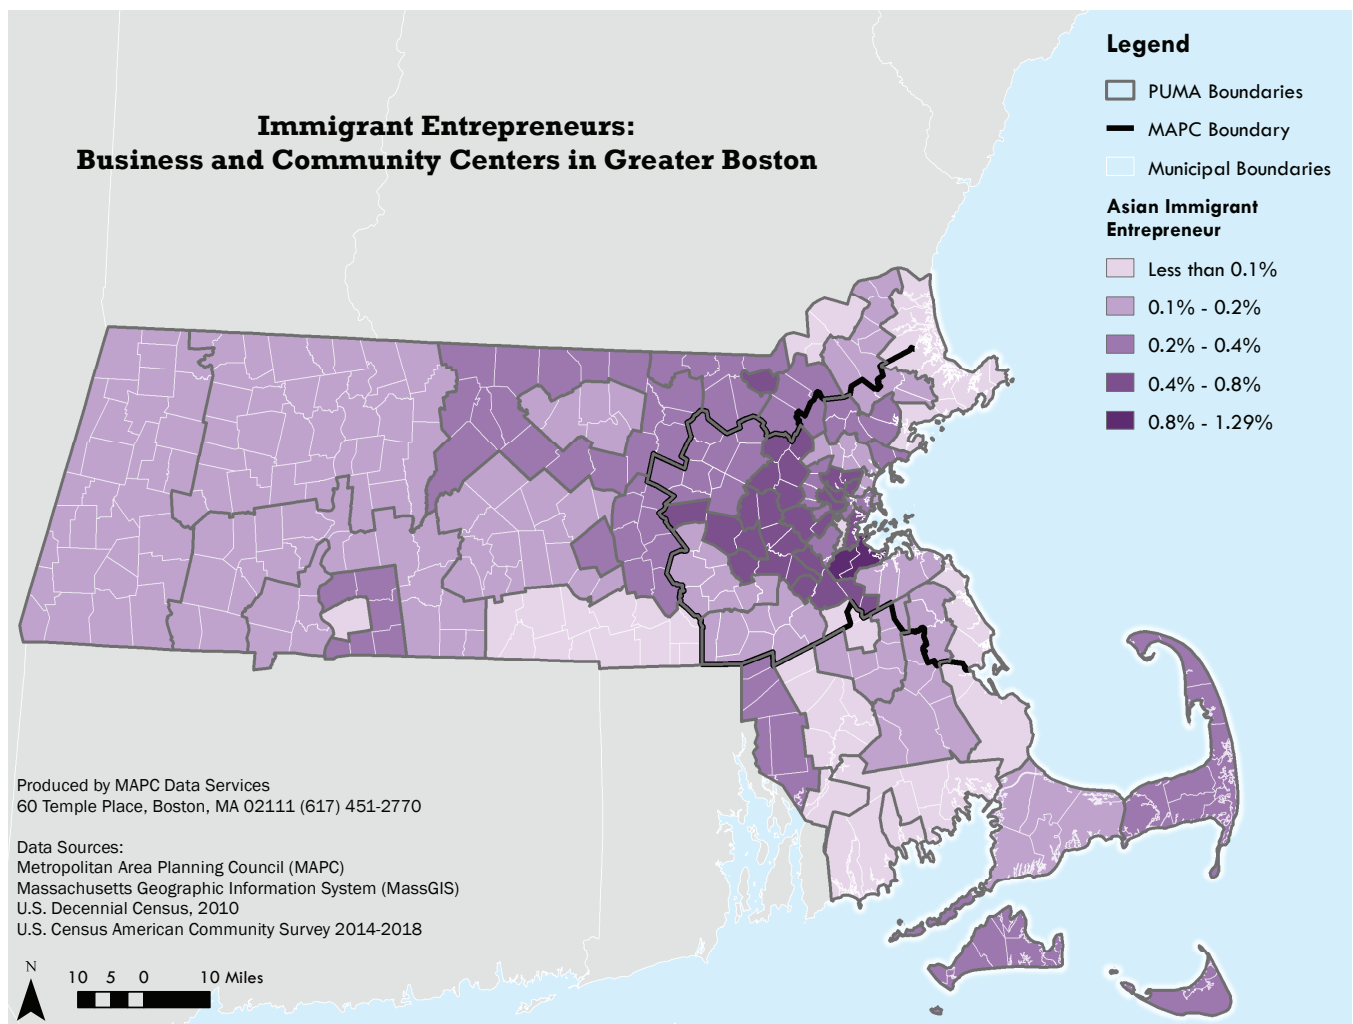 Immigrant Entrepreneurs:
Business and Community Centers in Greater Boston
Legend
PUMA Boundaries
MAPC Boundary
Municipal Boundaries
Asian Immigrant
Entrepreneur
Less than 0.1%
0.1% - 0.2%
0.2% - 0.4%
0.4% - 0.8%
0.8% - 1.29%
Produced by MAPC Data Services
60 Temple Place, Boston, MA 02111 (617) 451-2770
Data Sources:
Metropolitan Area Planning Council (MAPC)
Massachusetts Geographic Information System (MassGIS)
U.S. Decennial Census, 2010
U.S. Census American Community Survey 2014-2018
N
10 5 0 10 Miles